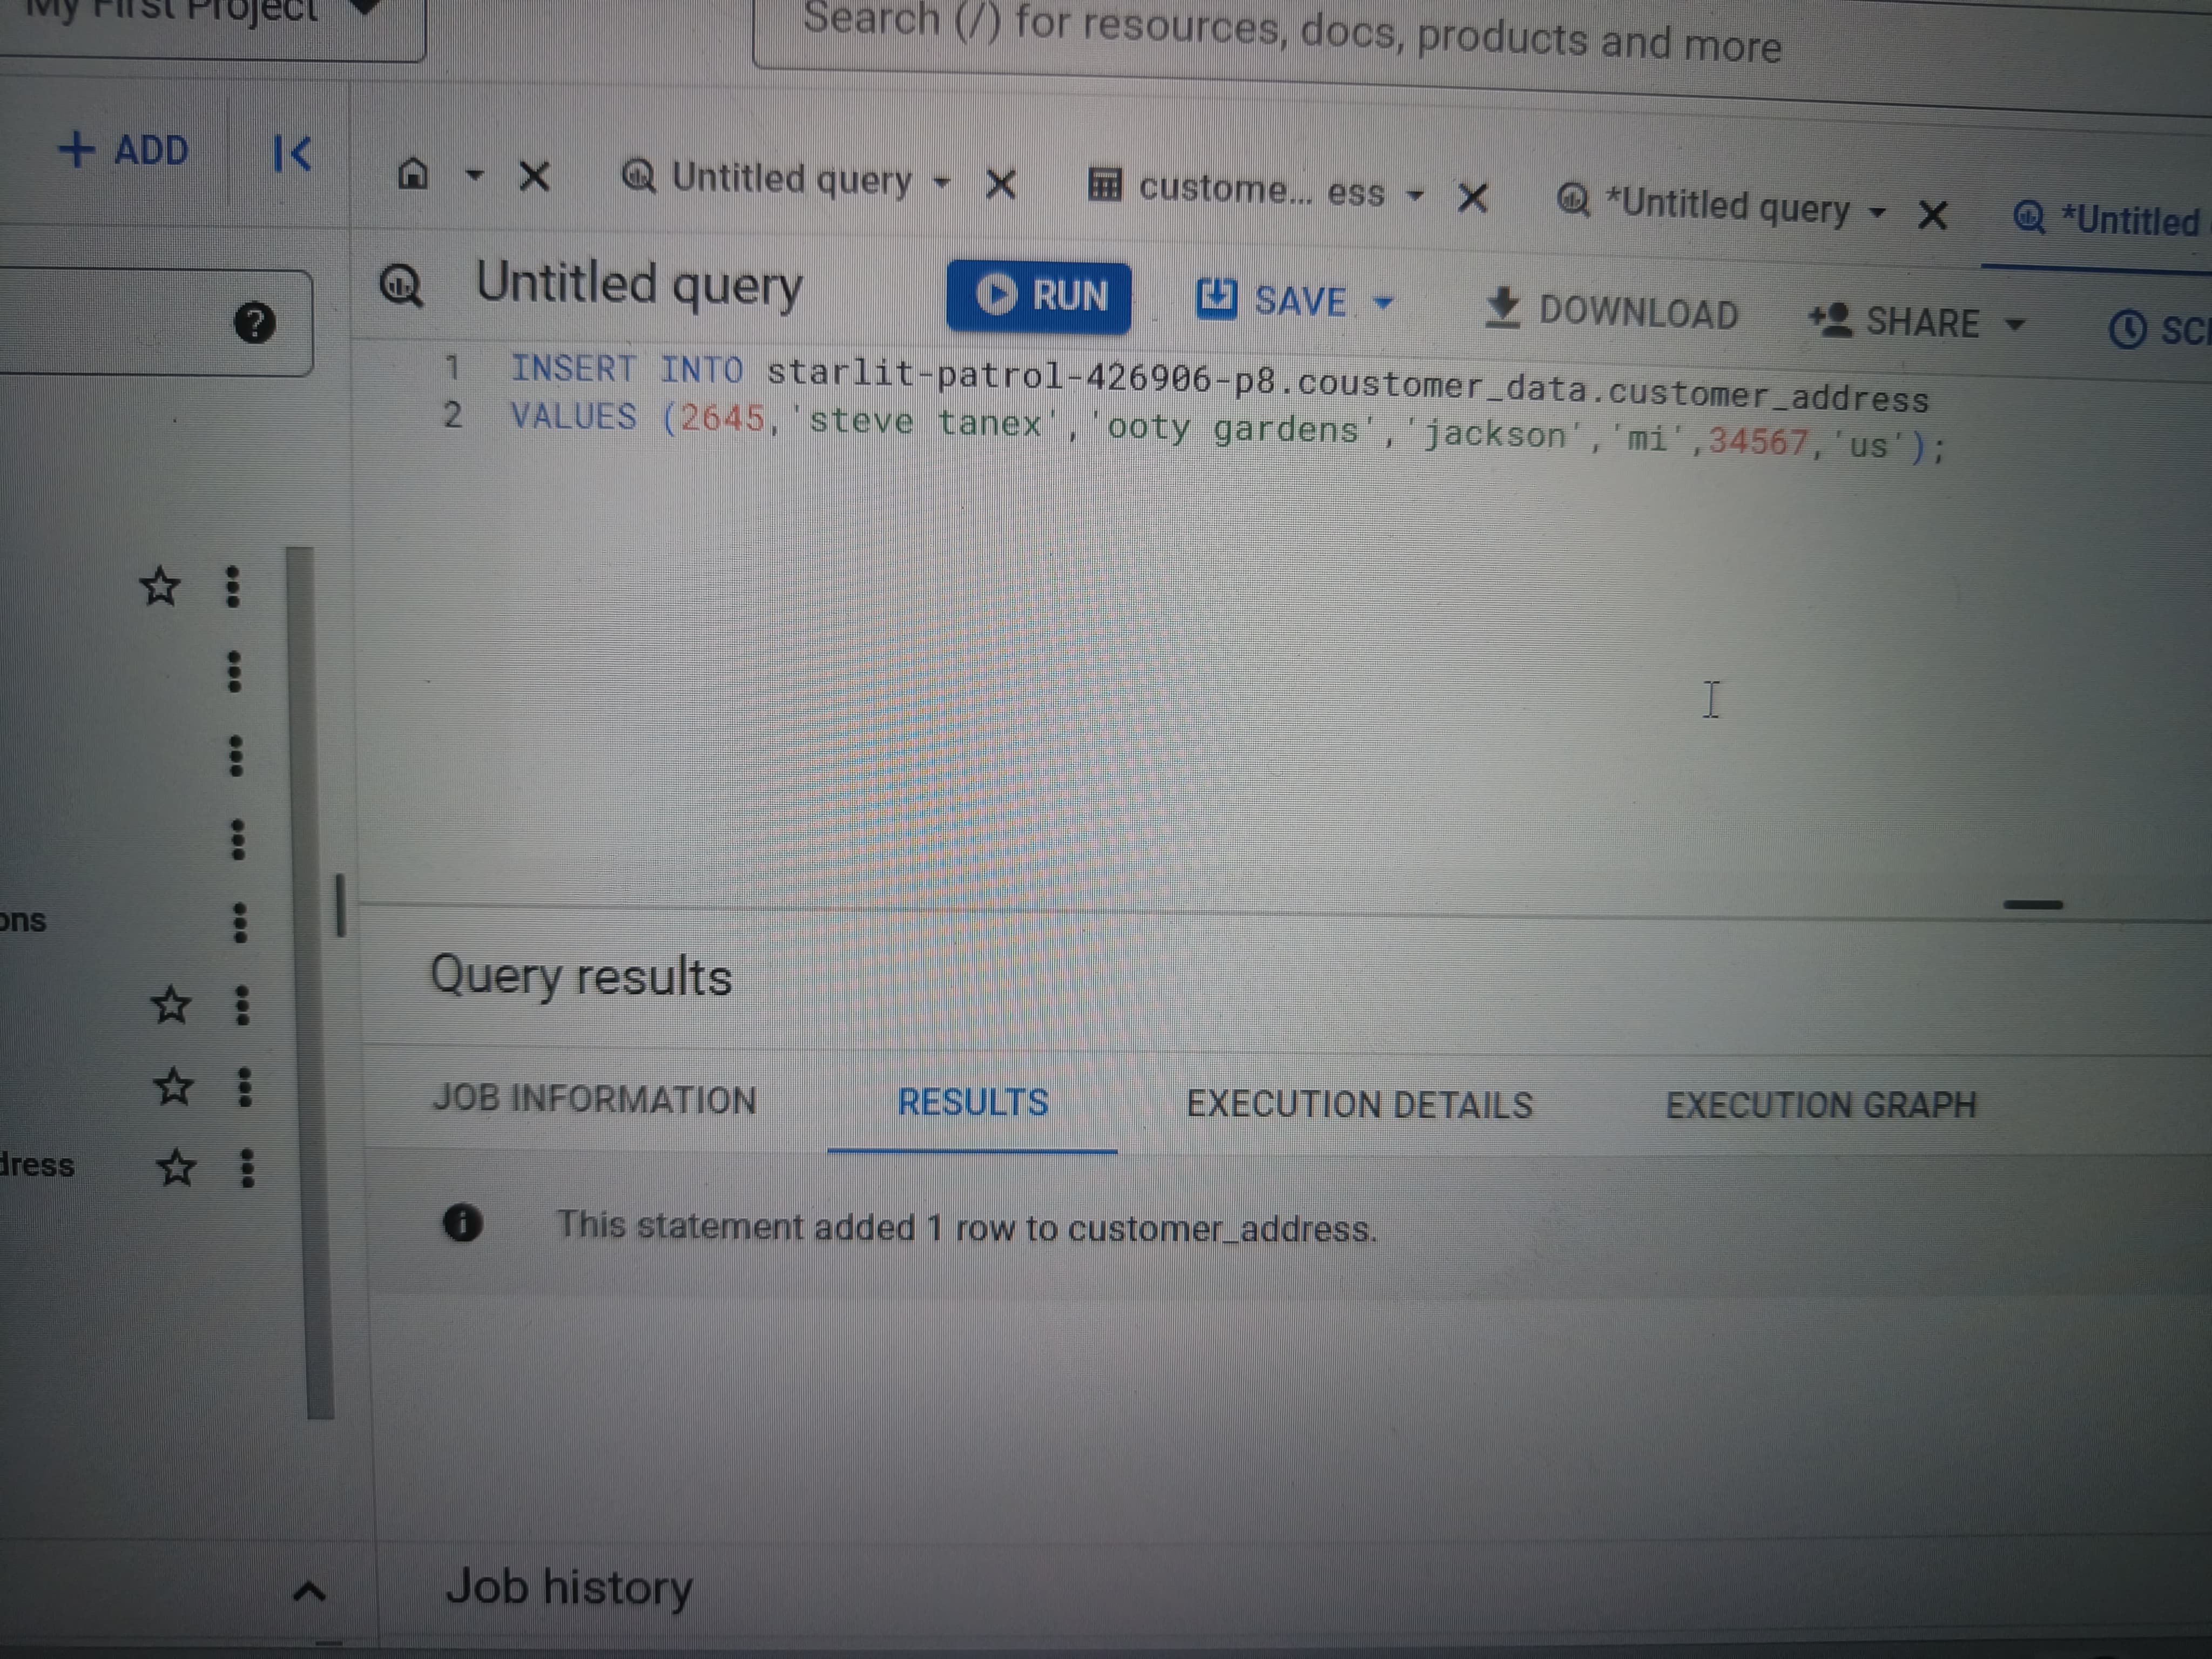 My First Project
Search (/) for resources, docs, products and more
+ ADD
Untitled query
custome... ess
*Untitled query
*Untitled
Untitled query
RUN
SAVE
DOWNLOAD
SHARE
SCH
1 INSERT INTO starlit-patrol-426906-p8.coustomer_data.customer_address
2 VALUES (2645,'steve tanex','ooty gardens','jackson','mi',34567,'us');
ons
Query results
JOB INFORMATION
RESULTS
EXECUTION DETAILS
EXECUTION GRAPH
dress
This statement added 1 row to customer_address.
Job history